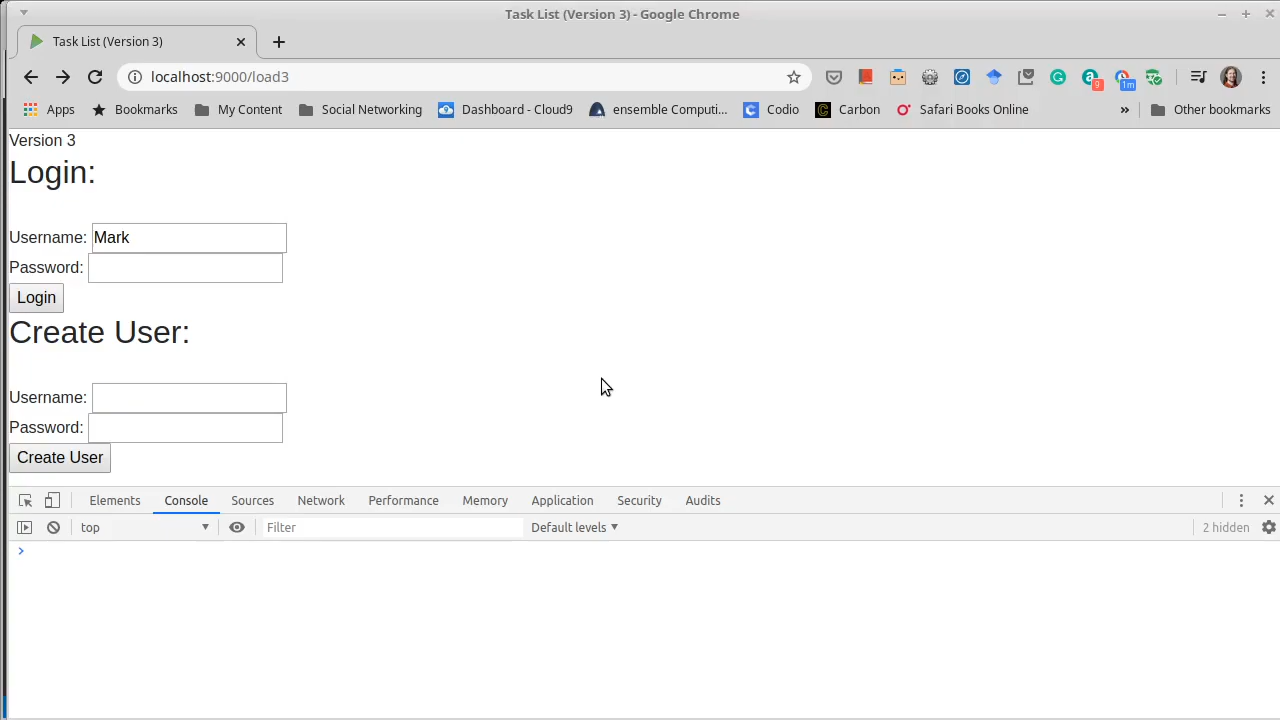 Task List (Version 3) - Google Chrome
Task List (Version 3)
localhost:9000/load3
9
1m
Apps Bookmarks My Content Social Networking Dashboard - Cloud9 ensemble Computi... Codio Carbon Safari Books Online » Other bookmarks
Version 3
Login:
Username: Mark
Password:
Login
Create User:
Username:
Password:
Create User
Elements Console Sources Network Performance Memory Application Security Audits
top Filter Default levels 2 hidden